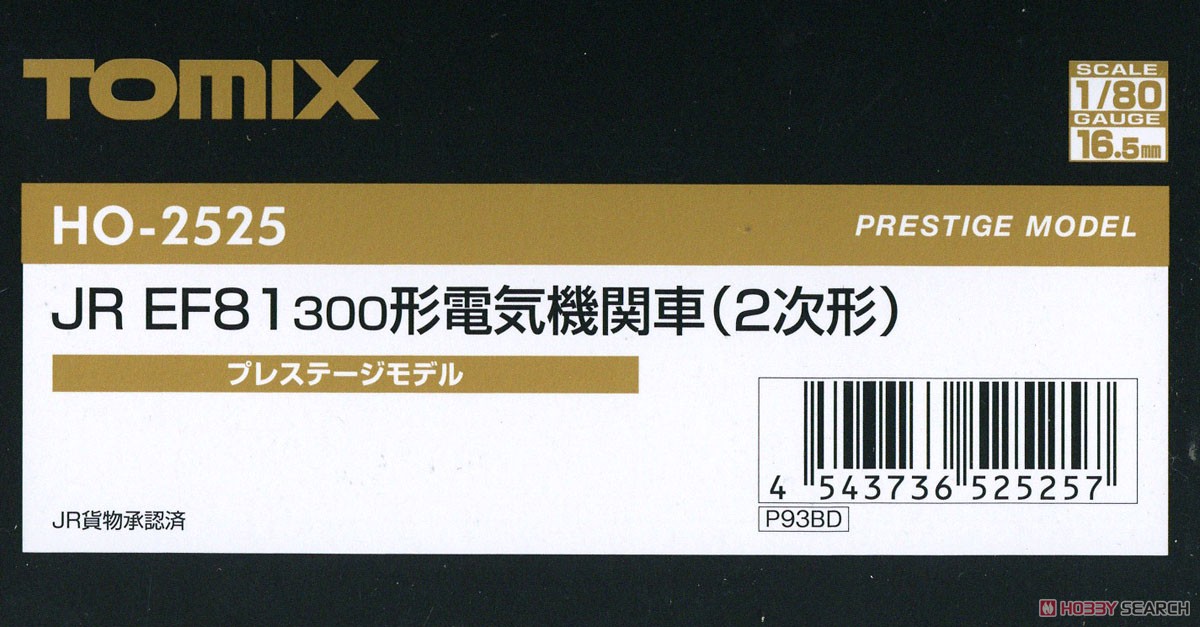 TOMIX
SCALE
1/80
GAUGE
16.5mm
HO-2525
PRESTIGE MODEL
JR EF81 300形電気機関車(2次形)
プレステージモデル
4 543736 525257
P93BD
JR貨物承認済
HOBBY SEARCH